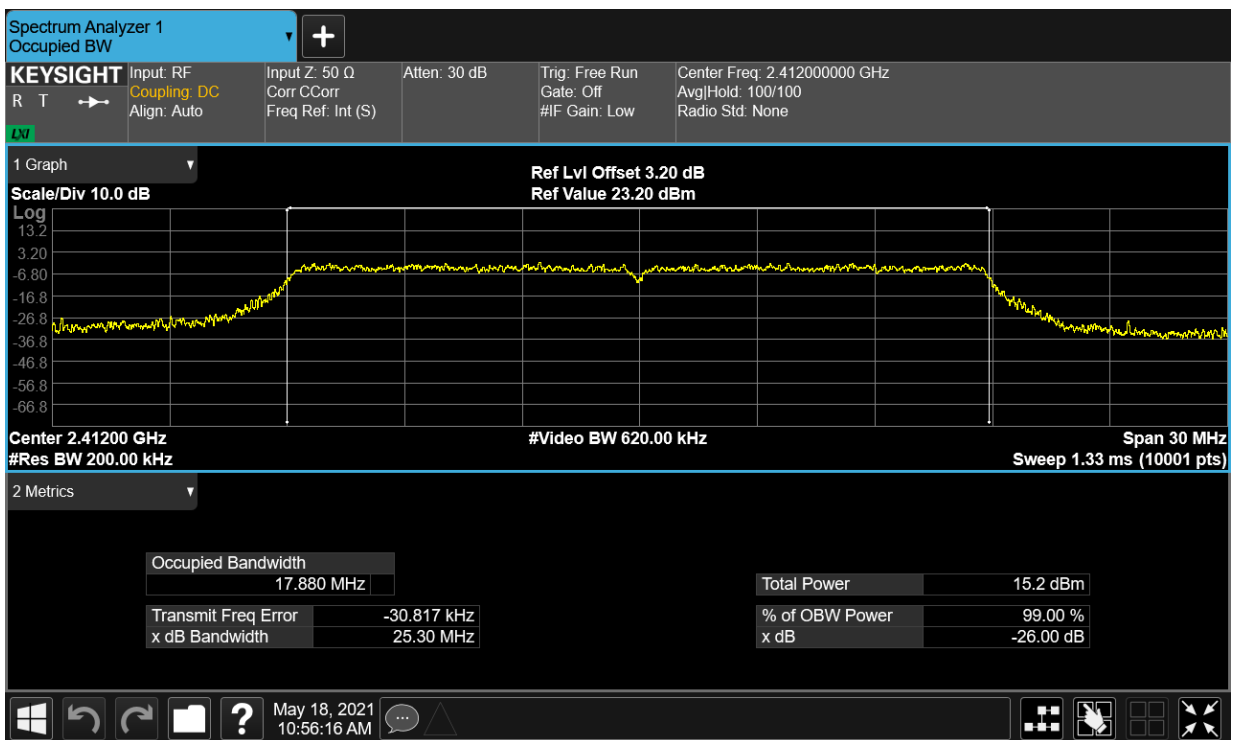 Spectrum Analyzer 1
Occupied BW
▼
+
KEYSIGHT
R T
LXI
Input: RF
Coupling: DC
Align: Auto
Input Z: 50 Ω
Corr CCorr
Freq Ref: Int (S)
Atten: 30 dB
Trig: Free Run
Gate: Off
#IF Gain: Low
Center Freq: 2.412000000 GHz
Avg|Hold: 100/100
Radio Std: None
1 Graph
Scale/Div 10.0 dB
Ref Lvl Offset 3.20 dB
Ref Value 23.20 dBm
Log
13.2
3.20
-6.80
-16.8
-26.8
-36.8
-46.8
-56.8
-66.8
Center 2.41200 GHz
#Video BW 620.00 kHz
Span 30 MHz
#Res BW 200.00 kHz
Sweep 1.33 ms (10001 pts)
2 Metrics
Occupied Bandwidth
17.880 MHz
Total Power 15.2 dBm
Transmit Freq Error -30.817 kHz
% of OBW Power 99.00 %
x dB Bandwidth 25.30 MHz
x dB -26.00 dB
?
May 18, 2021
10:56:16 AM